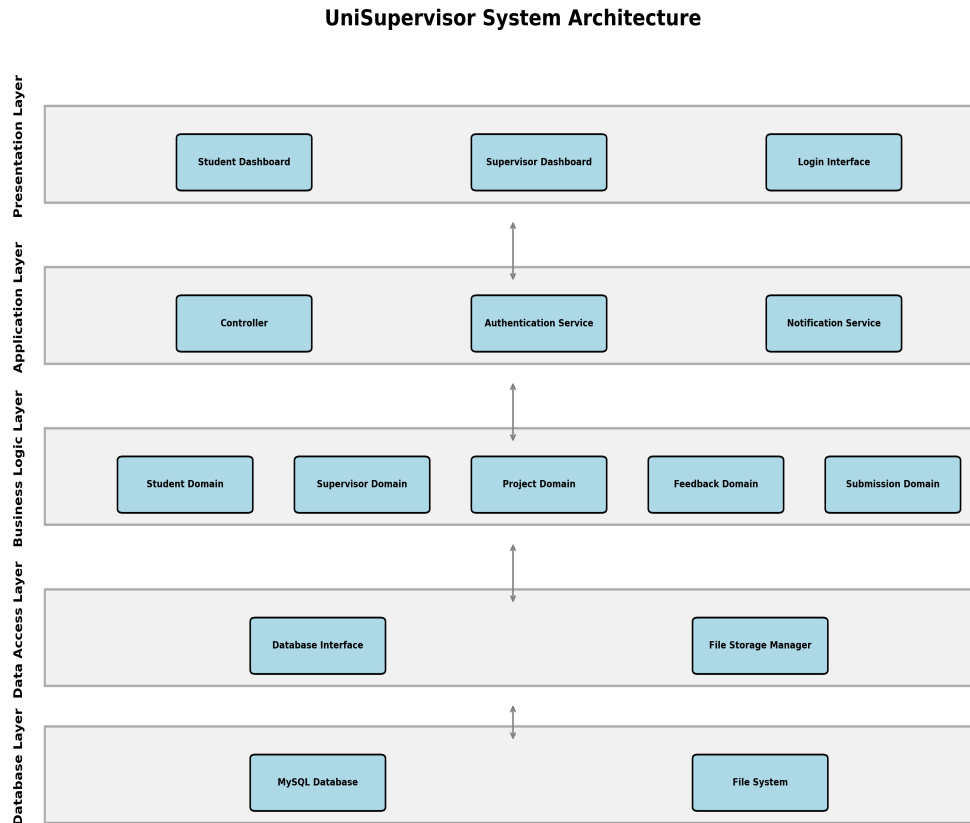 UniSupervisor System Architecture
Presentation Layer
Student Dashboard
Supervisor Dashboard
Login Interface
Application Layer
Controller
Authentication Service
Notification Service
Business Logic Layer
Student Domain
Supervisor Domain
Project Domain
Feedback Domain
Submission Domain
Data Access Layer
Database Interface
File Storage Manager
Database Layer
MySQL Database
File System